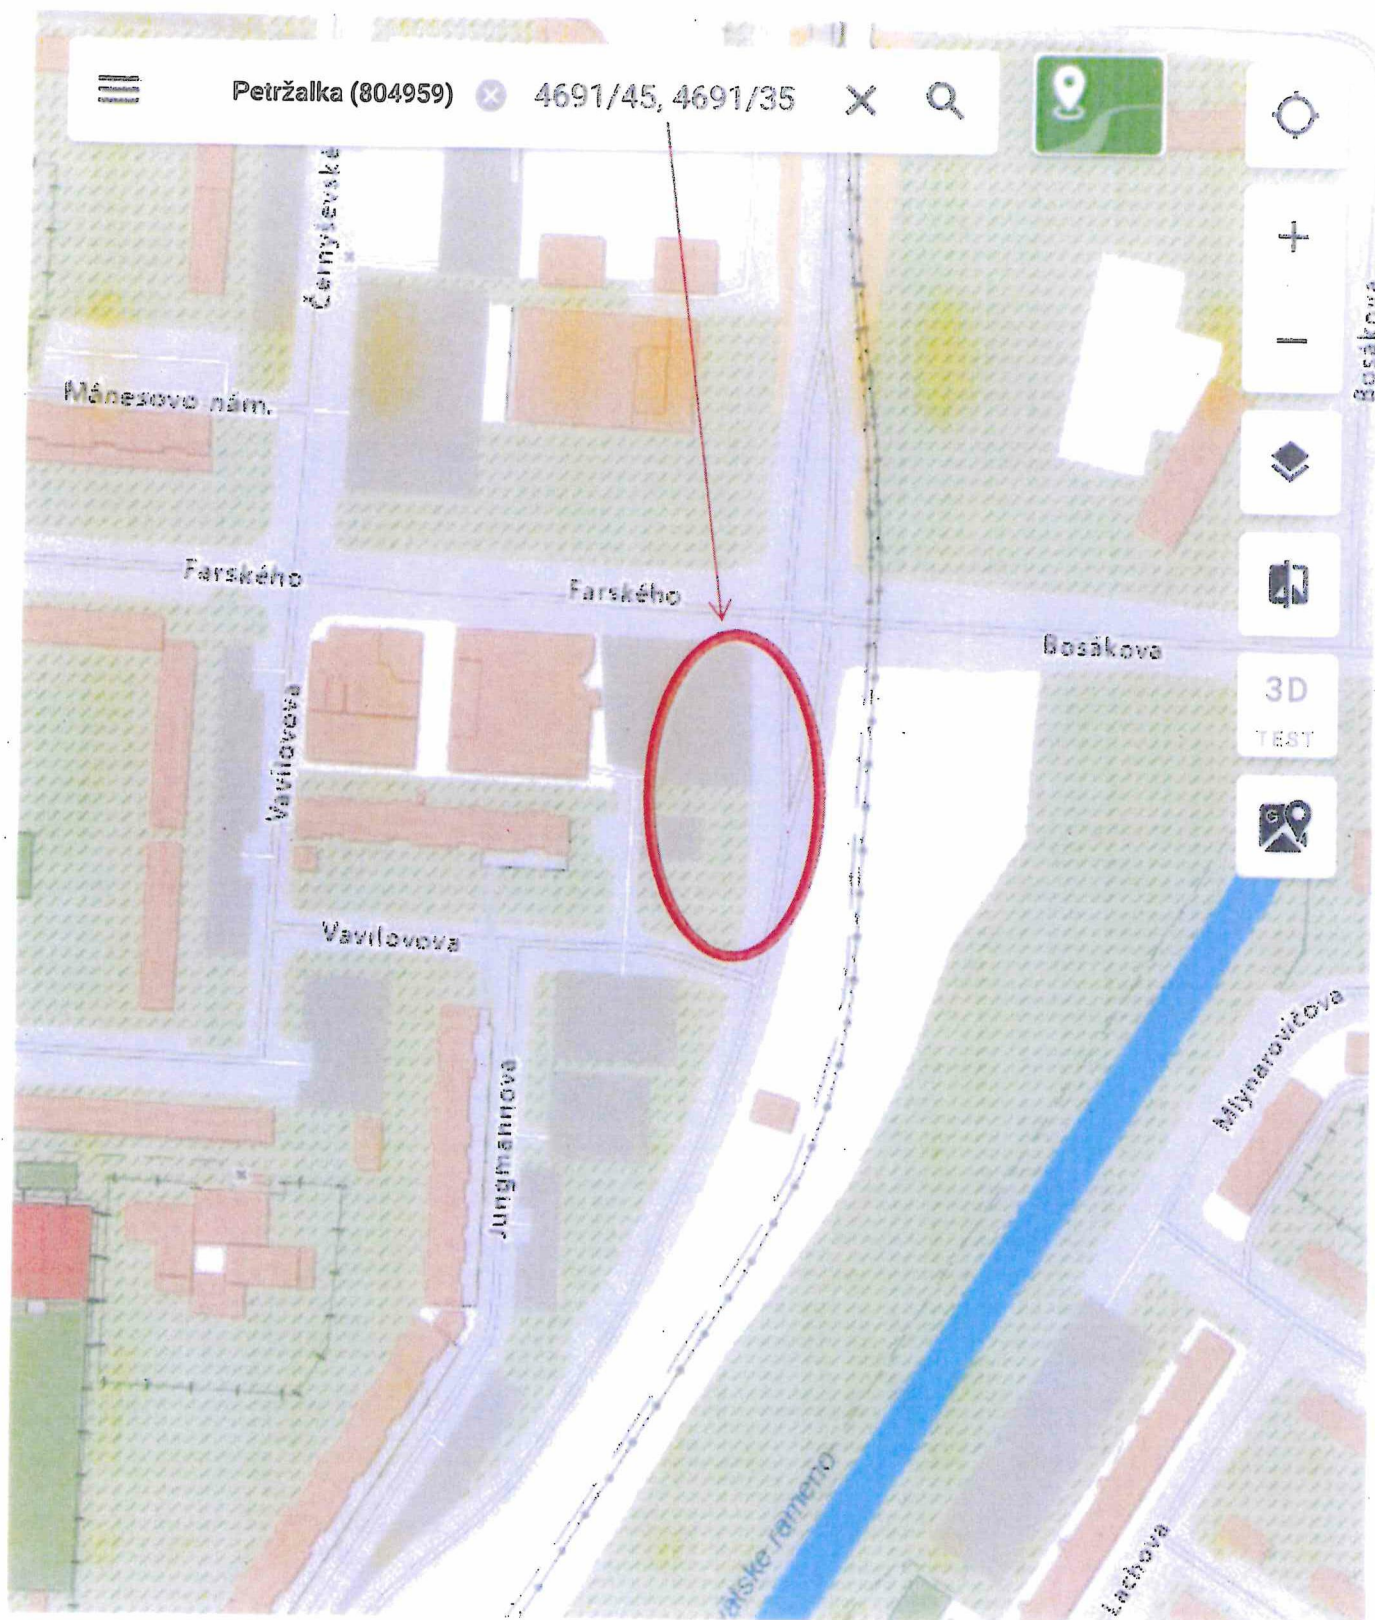 Petržalka (804959) 4691/45, 4691/35
Černyševské
Bosákova
Mánesovo nám.
Farského
Farského
Bosákova
3D
TEST
Vavilovova
Vavilovova
Mlynarovičova
Jungmannova
Lachova